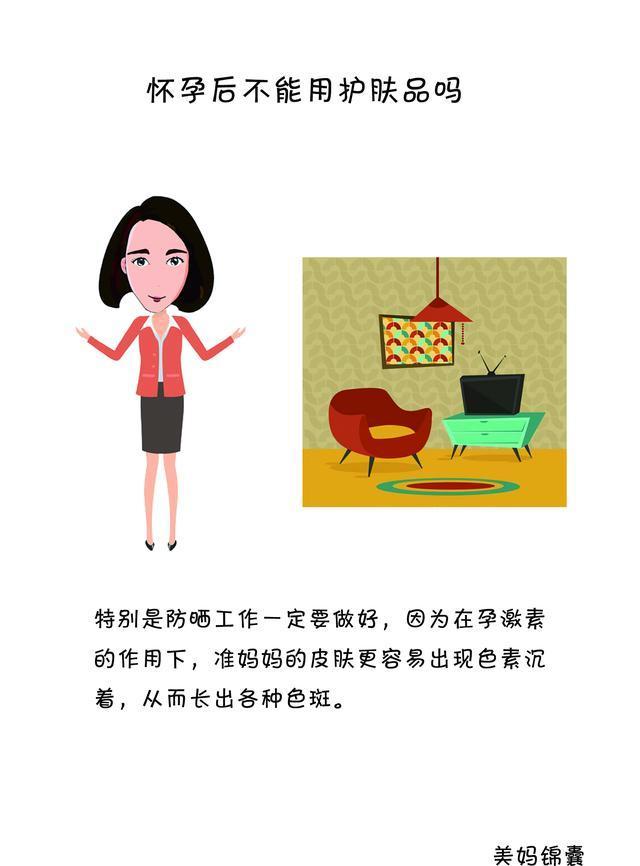 怀孕后不能用护肤品吗
特别是防晒工作一定要做好，因为在孕激素
的作用下，准妈妈的皮肤更容易出现色素沉
着，从而长出各种色斑。
美妈锦囊